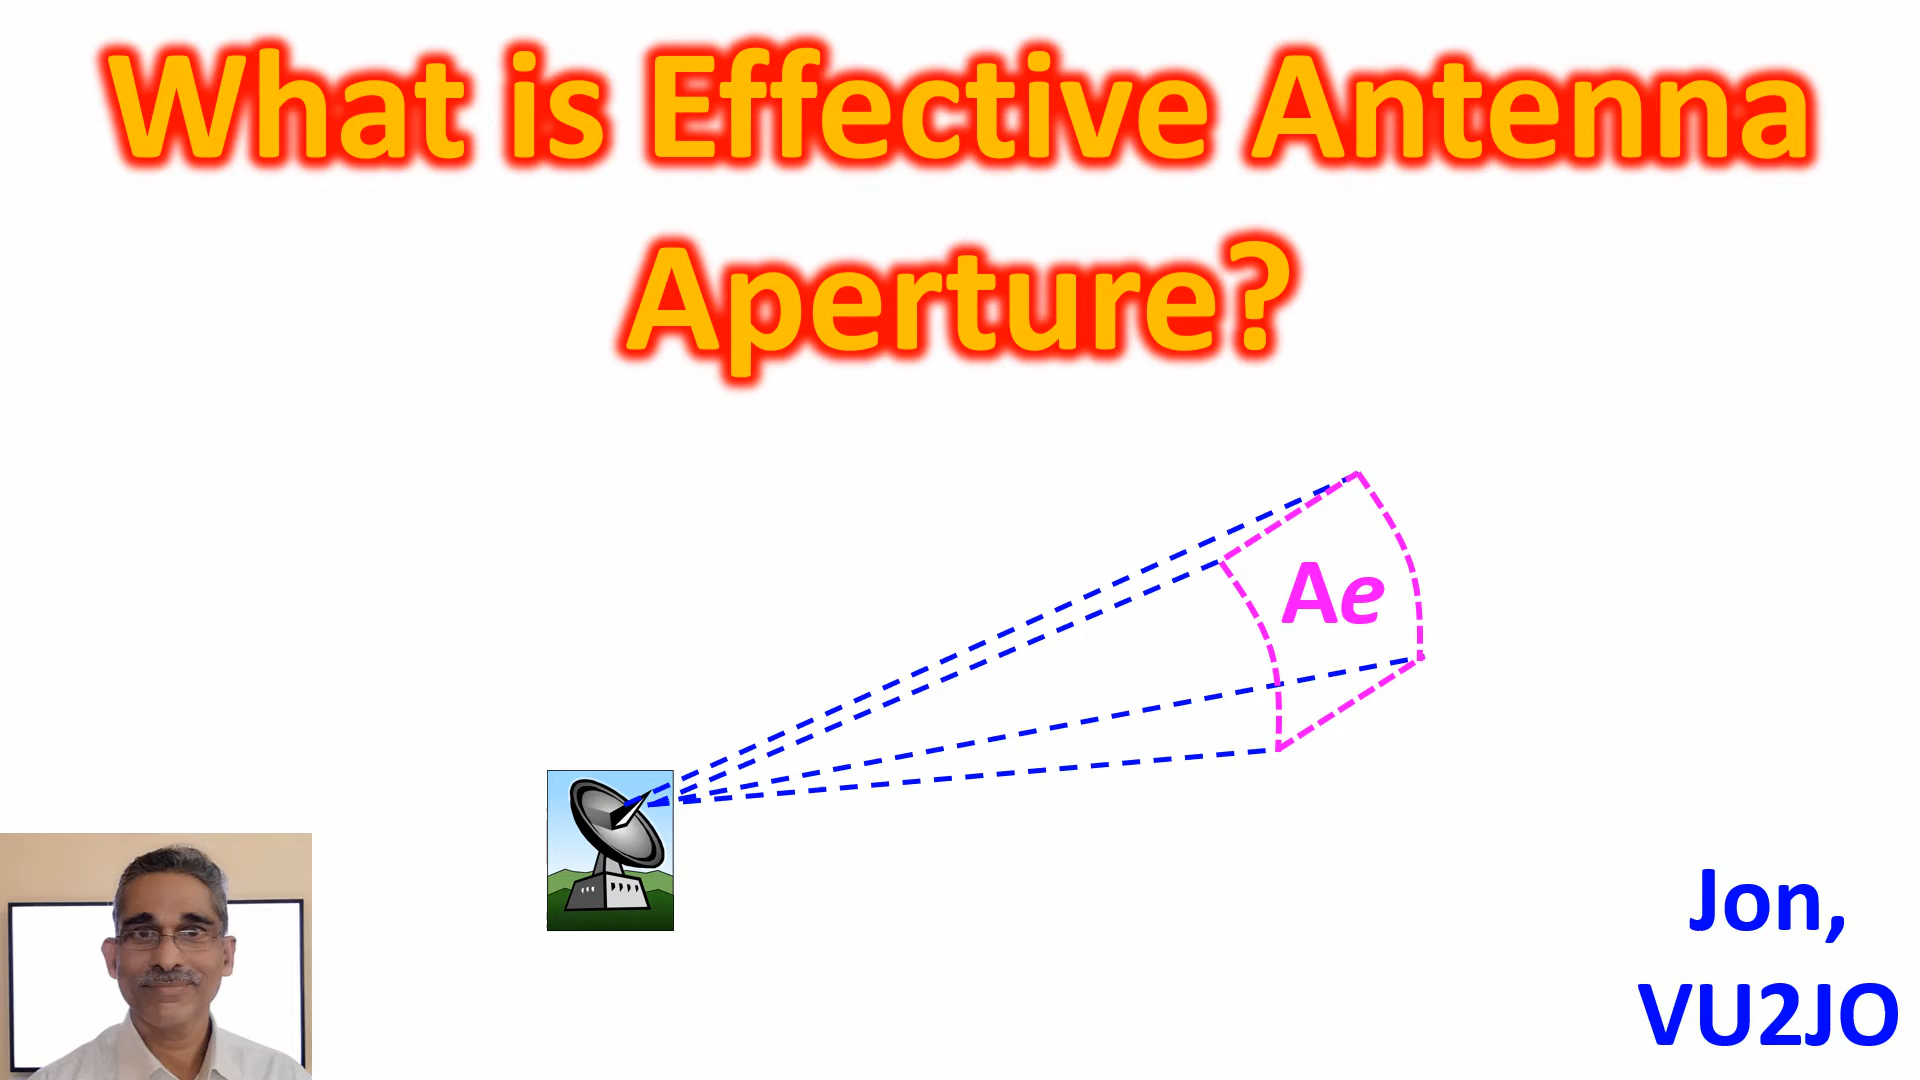 What is Effective Antenna
Aperture?
Ae
Jon,
VU2JO